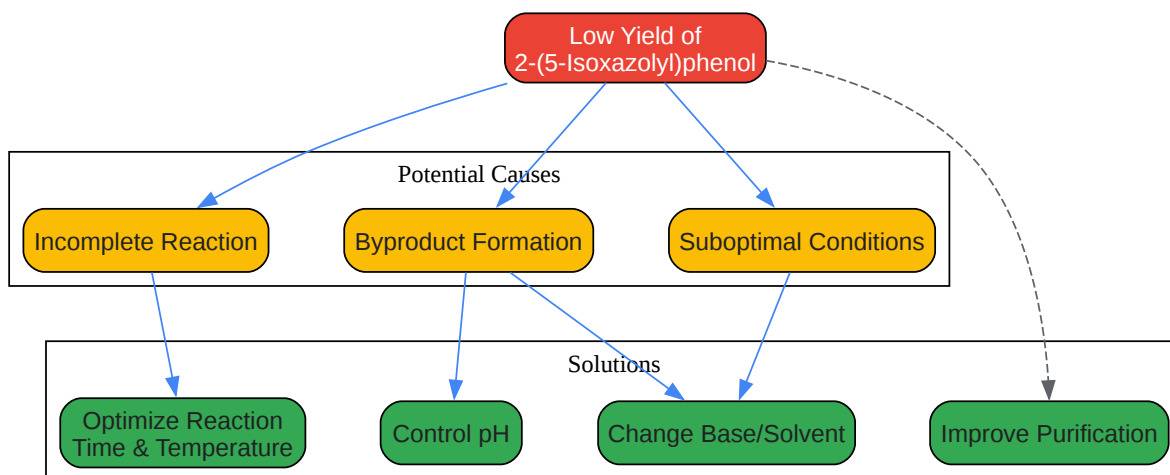 Low Yield of
2-(5-Isoxazolyl)phenol
Potential Causes
Incomplete Reaction
Byproduct Formation
Suboptimal Conditions
Solutions
Optimize Reaction
Time & Temperature
Control pH
Change Base/Solvent
Improve Purification